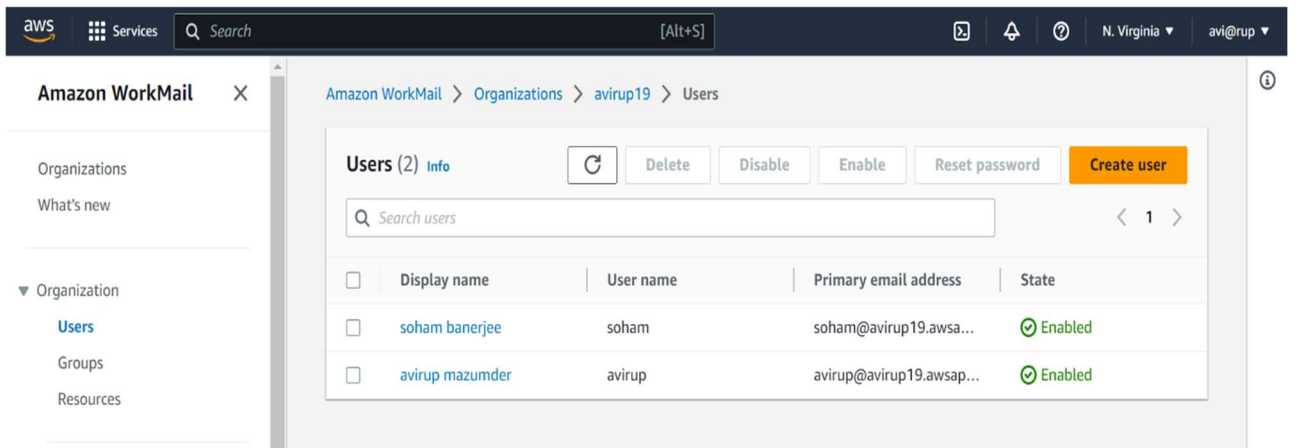 aws Services Search [Alt+S] N. Virginia avi@rup
Amazon WorkMail
Organizations
What's new
Organization
Users
Groups
Resources
Amazon WorkMail > Organizations > avirup19 > Users
Users (2) Info Delete Disable Enable Reset password Create user
Search users < 1 >
Display name User name Primary email address State
soham banerjee soham soham@avirup19.awsa... Enabled
avirup mazumder avirup avirup@avirup19.awsap... Enabled